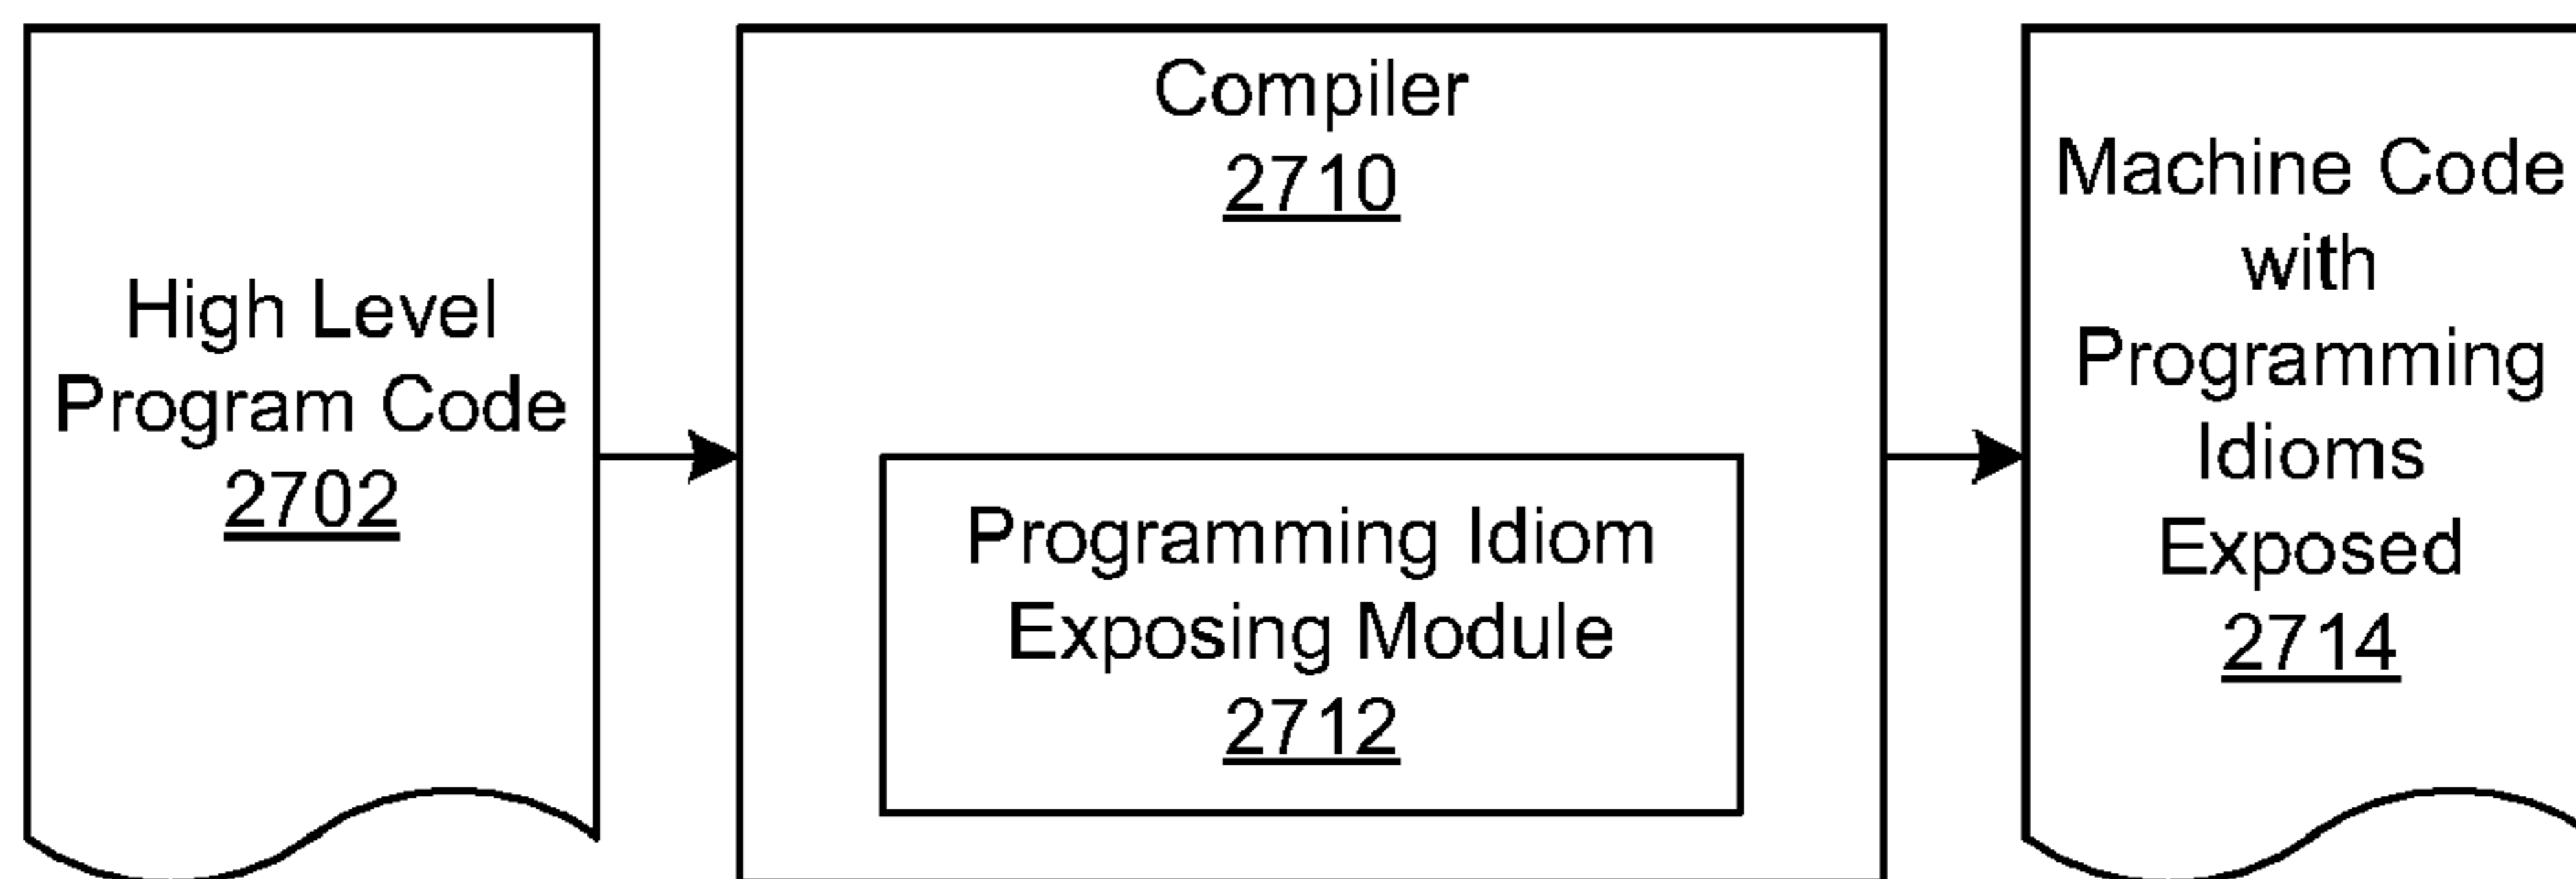 High Level
Program Code
2702
Compiler
2710
Programming Idiom
Exposing Module
2712
Machine Code
with
Programming
Idioms
Exposed
2714